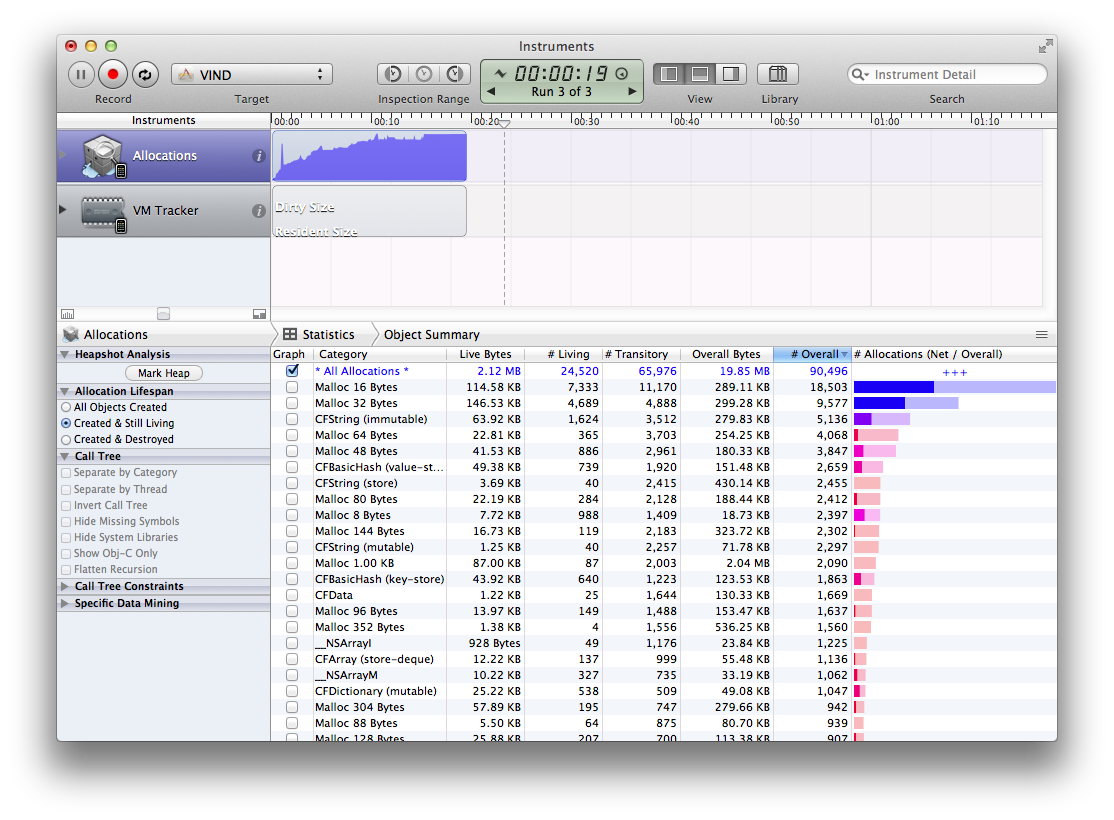 Instruments
VIND
00:00:19
Run 3 of 3
Instrument Detail
Record
Target
Inspection Range
View
Library
Search
Instruments
00:00 00:10 00:20 00:30 00:40 00:50 01:00 01:10
Allocations
VM Tracker
Dirty Size
Resident Size
Allocations
Statistics
Object Summary
Heapshot Analysis
Mark Heap
Allocation Lifespan
All Objects Created
Created & Still Living
Created & Destroyed
Call Tree
Separate by Category
Separate by Thread
Invert Call Tree
Hide Missing Symbols
Hide System Libraries
Show Obj-C Only
Flatten Recursion
Call Tree Constraints
Specific Data Mining
Graph Category Live Bytes # Living # Transitory Overall Bytes # Overall # Allocations (Net / Overall)
* All Allocations * 2.12 MB 24,520 65,976 19.85 MB 90,496 +++
Malloc 16 Bytes 114.58 KB 7,333 11,170 289.11 KB 18,503
Malloc 32 Bytes 146.53 KB 4,689 4,888 299.28 KB 9,577
CFString (immutable) 63.92 KB 1,624 3,512 279.83 KB 5,136
Malloc 64 Bytes 22.81 KB 365 3,703 254.25 KB 4,068
Malloc 48 Bytes 41.53 KB 886 2,961 180.33 KB 3,847
CFBasicHash (value-st... 49.38 KB 739 1,920 151.48 KB 2,659
CFString (store) 3.69 KB 40 2,415 430.14 KB 2,455
Malloc 80 Bytes 22.19 KB 284 2,128 188.44 KB 2,412
Malloc 8 Bytes 7.72 KB 988 1,409 18.73 KB 2,397
Malloc 144 Bytes 16.73 KB 119 2,183 323.72 KB 2,302
CFString (mutable) 1.25 KB 40 2,257 71.78 KB 2,297
Malloc 1.00 KB 87.00 KB 87 2,003 2.04 MB 2,090
CFBasicHash (key-store) 43.92 KB 640 1,223 123.53 KB 1,863
CFData 1.22 KB 25 1,644 130.33 KB 1,669
Malloc 96 Bytes 13.97 KB 149 1,488 153.47 KB 1,637
Malloc 352 Bytes 1.38 KB 4 1,556 536.25 KB 1,560
__NSArrayI 928 Bytes 49 1,176 23.84 KB 1,225
CFArray (store-deque) 12.22 KB 137 999 55.48 KB 1,136
__NSArrayM 10.22 KB 327 735 33.19 KB 1,062
CFDictionary (mutable) 25.22 KB 538 509 49.08 KB 1,047
Malloc 304 Bytes 57.89 KB 195 747 279.66 KB 942
Malloc 88 Bytes 5.50 KB 64 875 80.70 KB 939
Malloc 128 Bytes 25.88 KB 207 700 113.38 KB 907